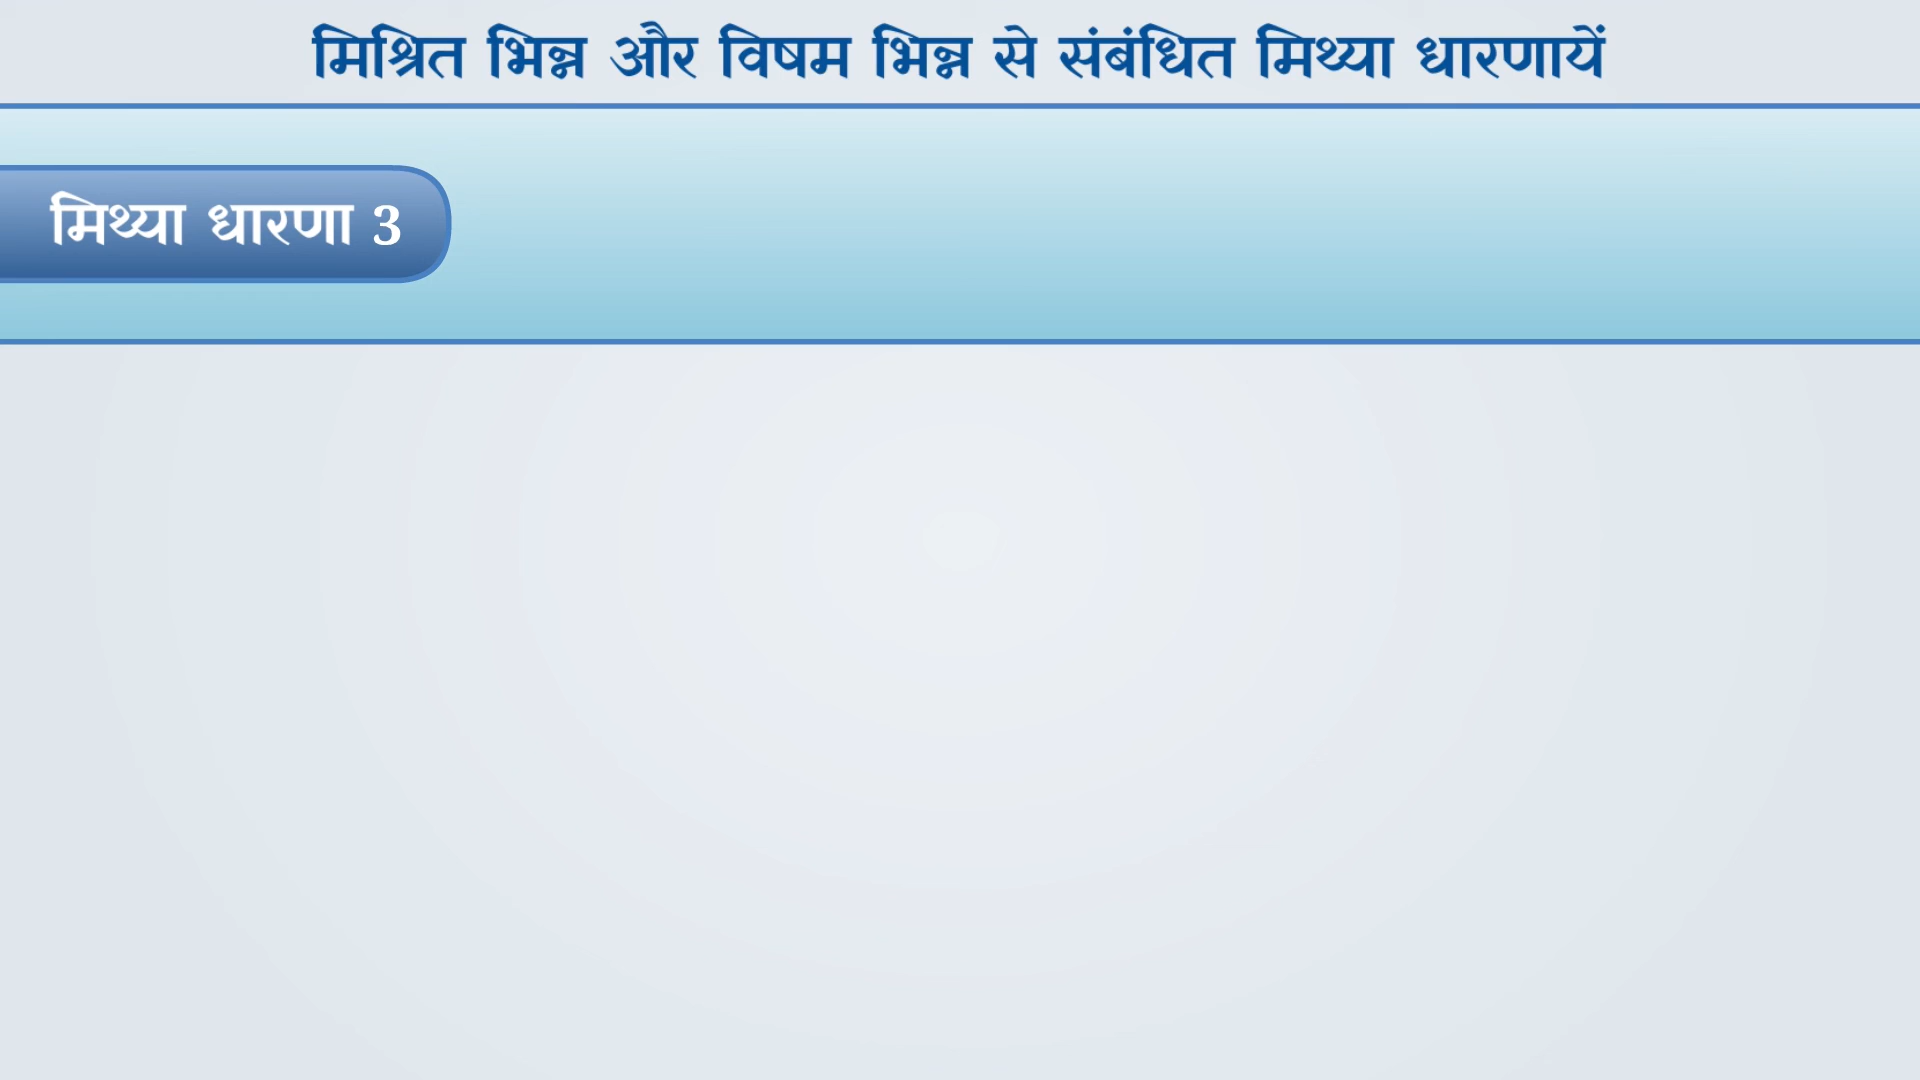 मिश्रित भिन्न और विषम भिन्न से संबंधित मिथ्या धारणायें
मिथ्या धारणा 3